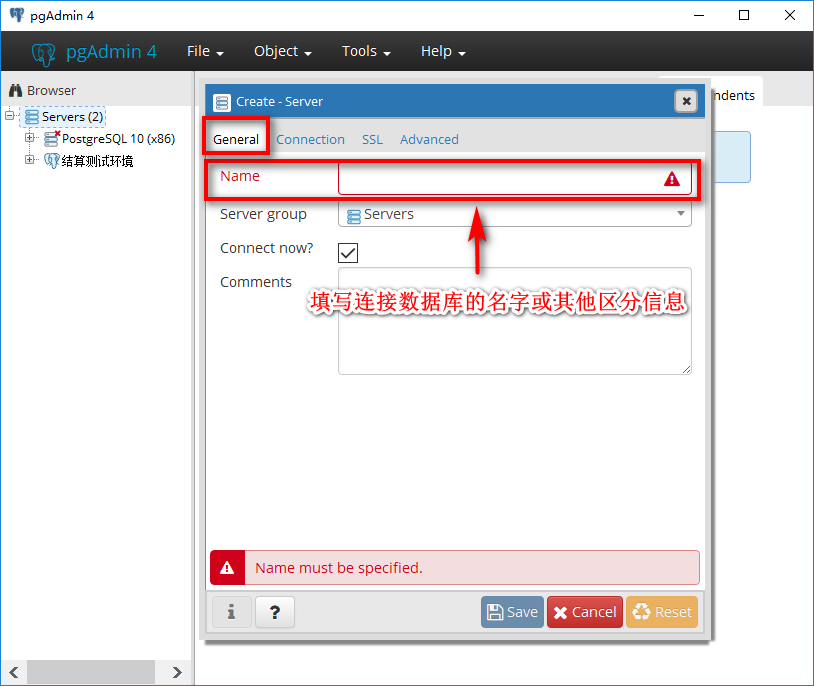 pgAdmin 4
pgAdmin 4 File Object Tools Help
Browser
Servers (2)
PostgreSQL 10 (x86)
结算测试环境
ndents
Create - Server
General Connection SSL Advanced
Name
Server group Servers
Connect now?
Comments
填写连接数据库的名字或其他区分信息
Name must be specified.
i ? Save Cancel Reset